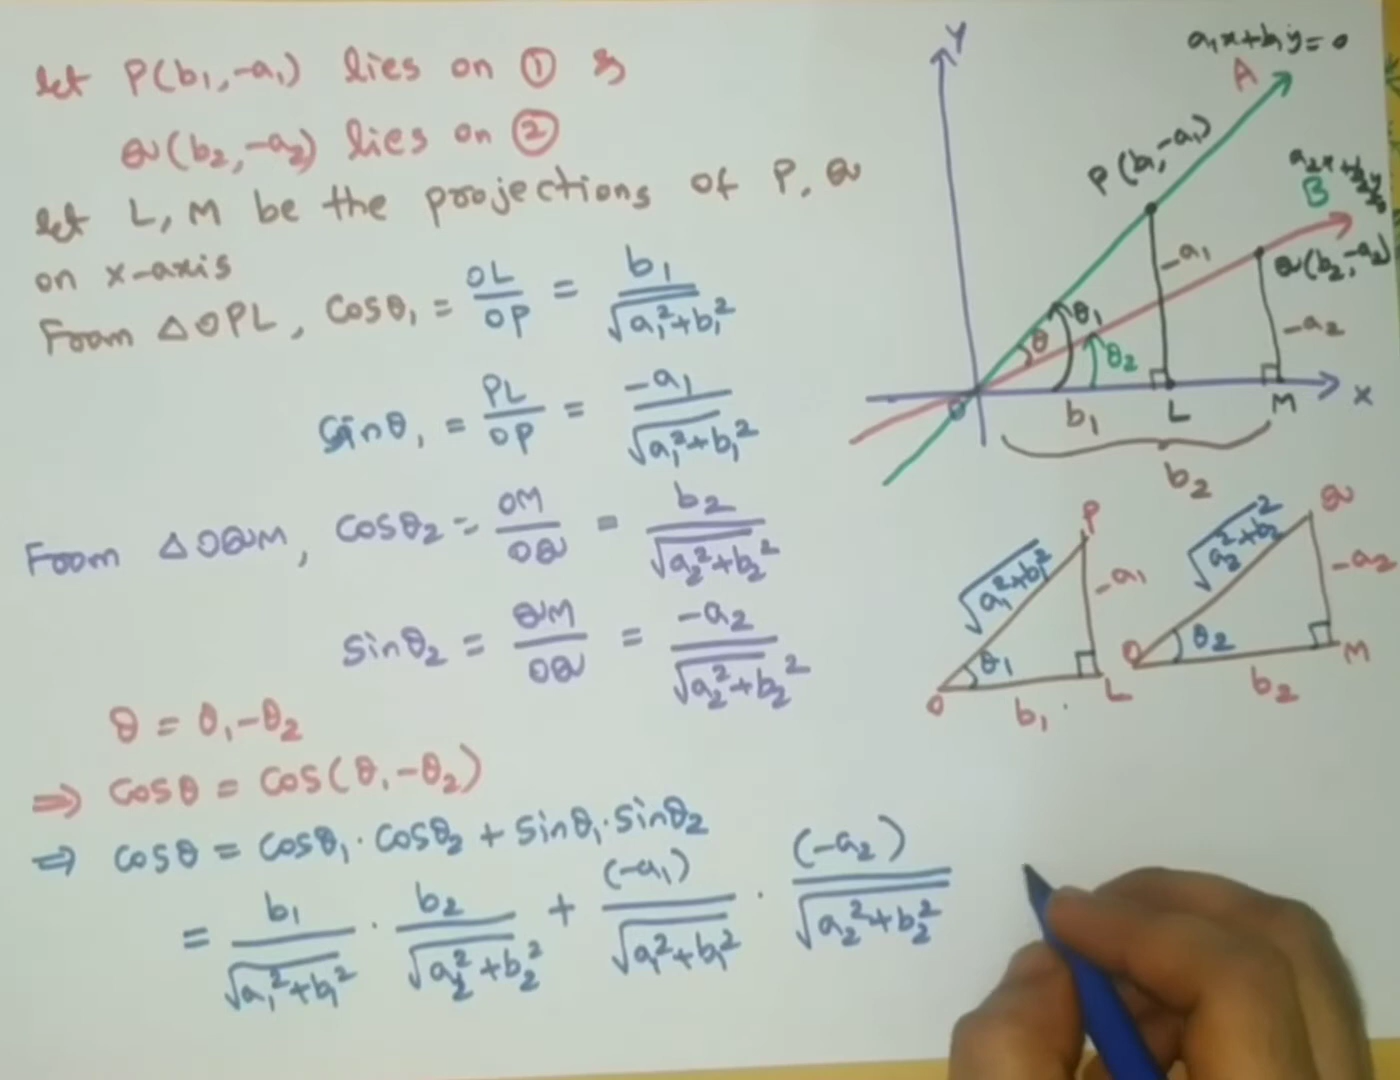 let P(b₁,-a₁) lies on ① &
Q(b₂,-a₂) lies on ②
let L, M be the projections of P, Q
on x-axis
From △OPL, cosθ₁ = OL/OP = b₁/√(a₁²+b₁²)
sinθ₁ = PL/OP = -a₁/√(a₁²+b₁²)
From △OQM, cosθ₂ = OM/OQ = b₂/√(a₂²+b₂²)
sinθ₂ = QM/OQ = -a₂/√(a₂²+b₂²)
θ = θ₁-θ₂
⇒ cosθ = cos(θ₁-θ₂)
⇒ cosθ = cosθ₁·cosθ₂ + sinθ₁·sinθ₂
= b₁/√(a₁²+b₁²) · b₂/√(a₂²+b₂²) + (-a₁)/√(a₁²+b₁²) · (-a₂)/√(a₂²+b₂²)
Y
a₁x+b₁y=0
A
P(b₁,-a₁)
a₂x+b₂y=0
B
Q(b₂,-a₂)
-a₁
-a₂
θ₁
θ
θ₂
O
b₁
L
M
X
b₂
P
√(a₁²+b₁²)
-a₁
θ₁
O
b₁
L
Q
√(a₂²+b₂²)
-a₂
θ₂
O
M
b₂